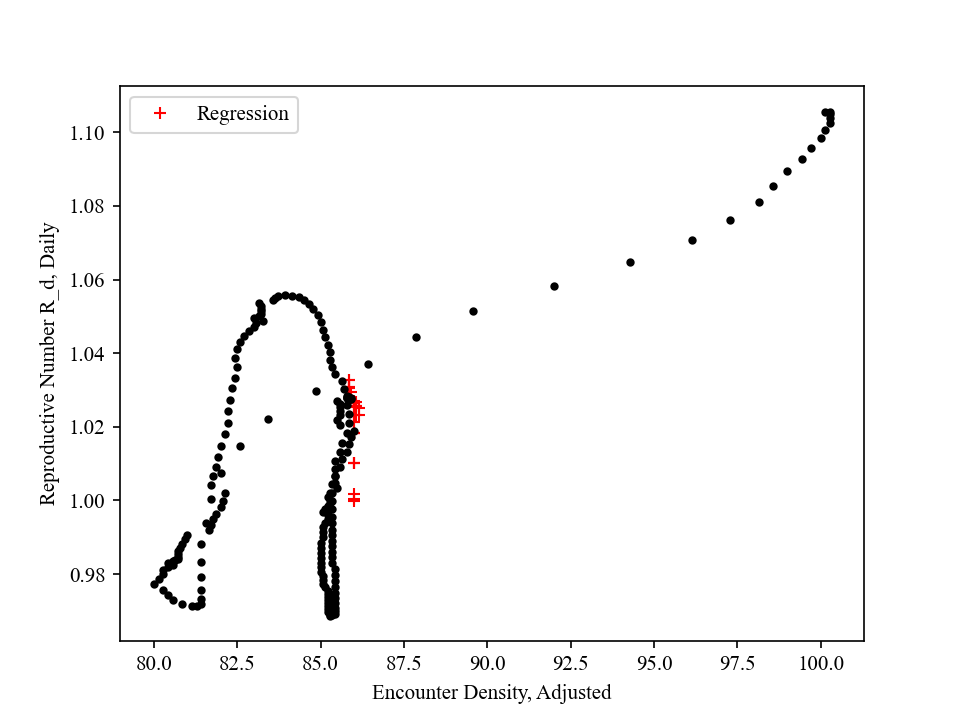 Regression
1.10
1.08
1.06
1.04
1.02
1.00
0.98
Reproductive Number R_d, Daily
80.0 82.5 85.0 87.5 90.0 92.5 95.0 97.5 100.0
Encounter Density, Adjusted